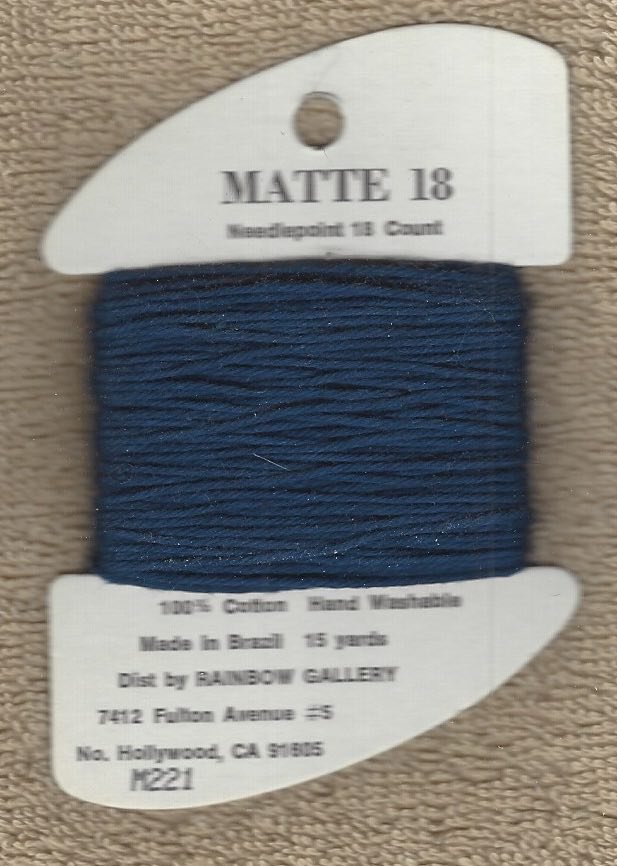 MATTE 18
Needlepoint 18 Count
100% Cotton Hand Washable
Made in Brazil 15 yards
Dist by RAINBOW GALLERY
7412 Fulton Avenue #5
No. Hollywood, CA 91605
M221